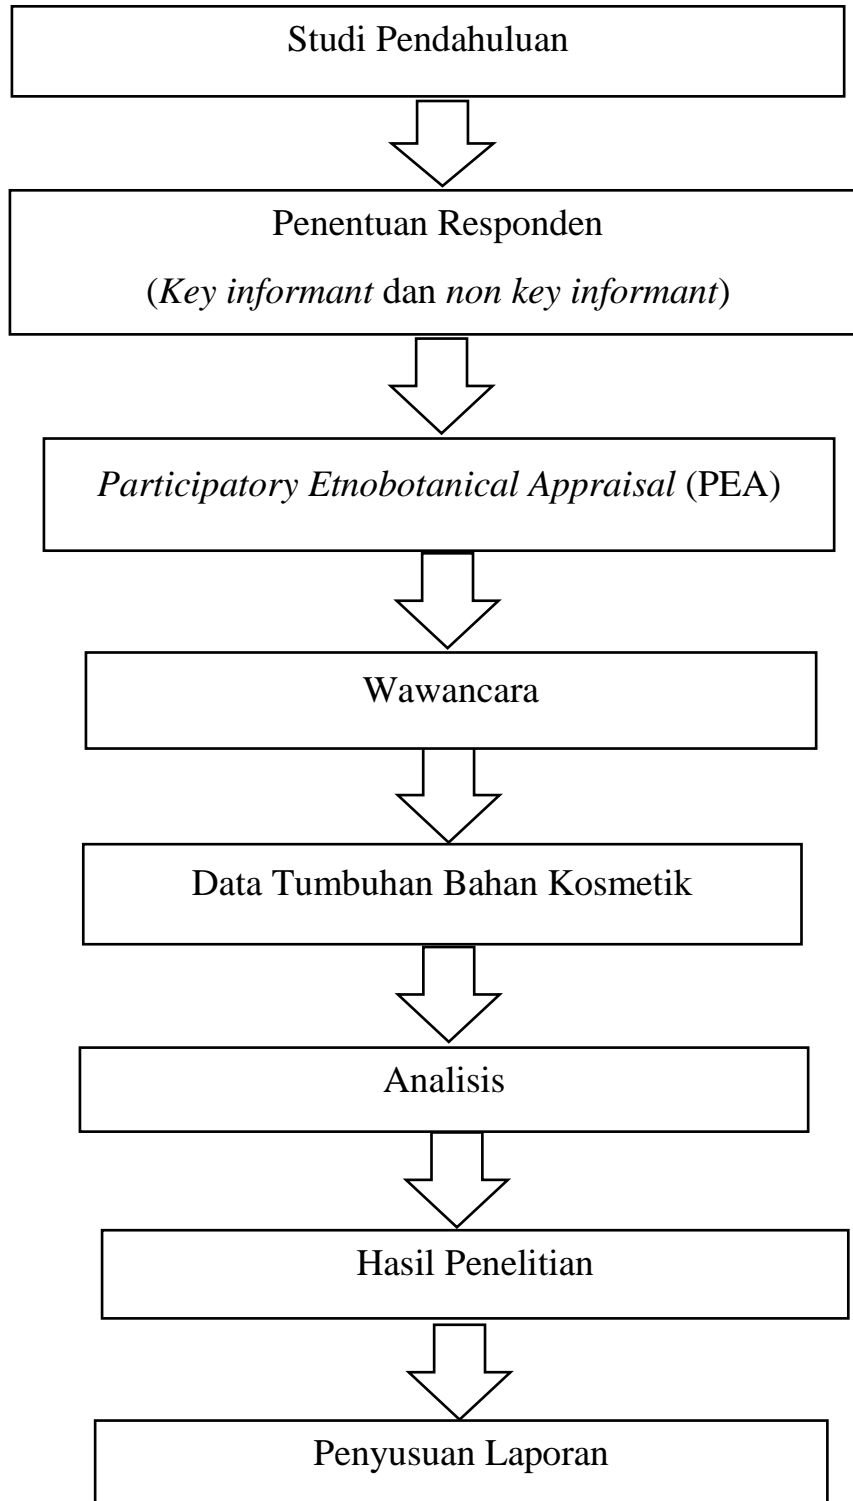 Studi Pendahuluan
Penentuan Responden
(Key informant dan non key informant)
Participatory Etnobotanical Appraisal (PEA)
Wawancara
Data Tumbuhan Bahan Kosmetik
Analisis
Hasil Penelitian
Penyusuan Laporan